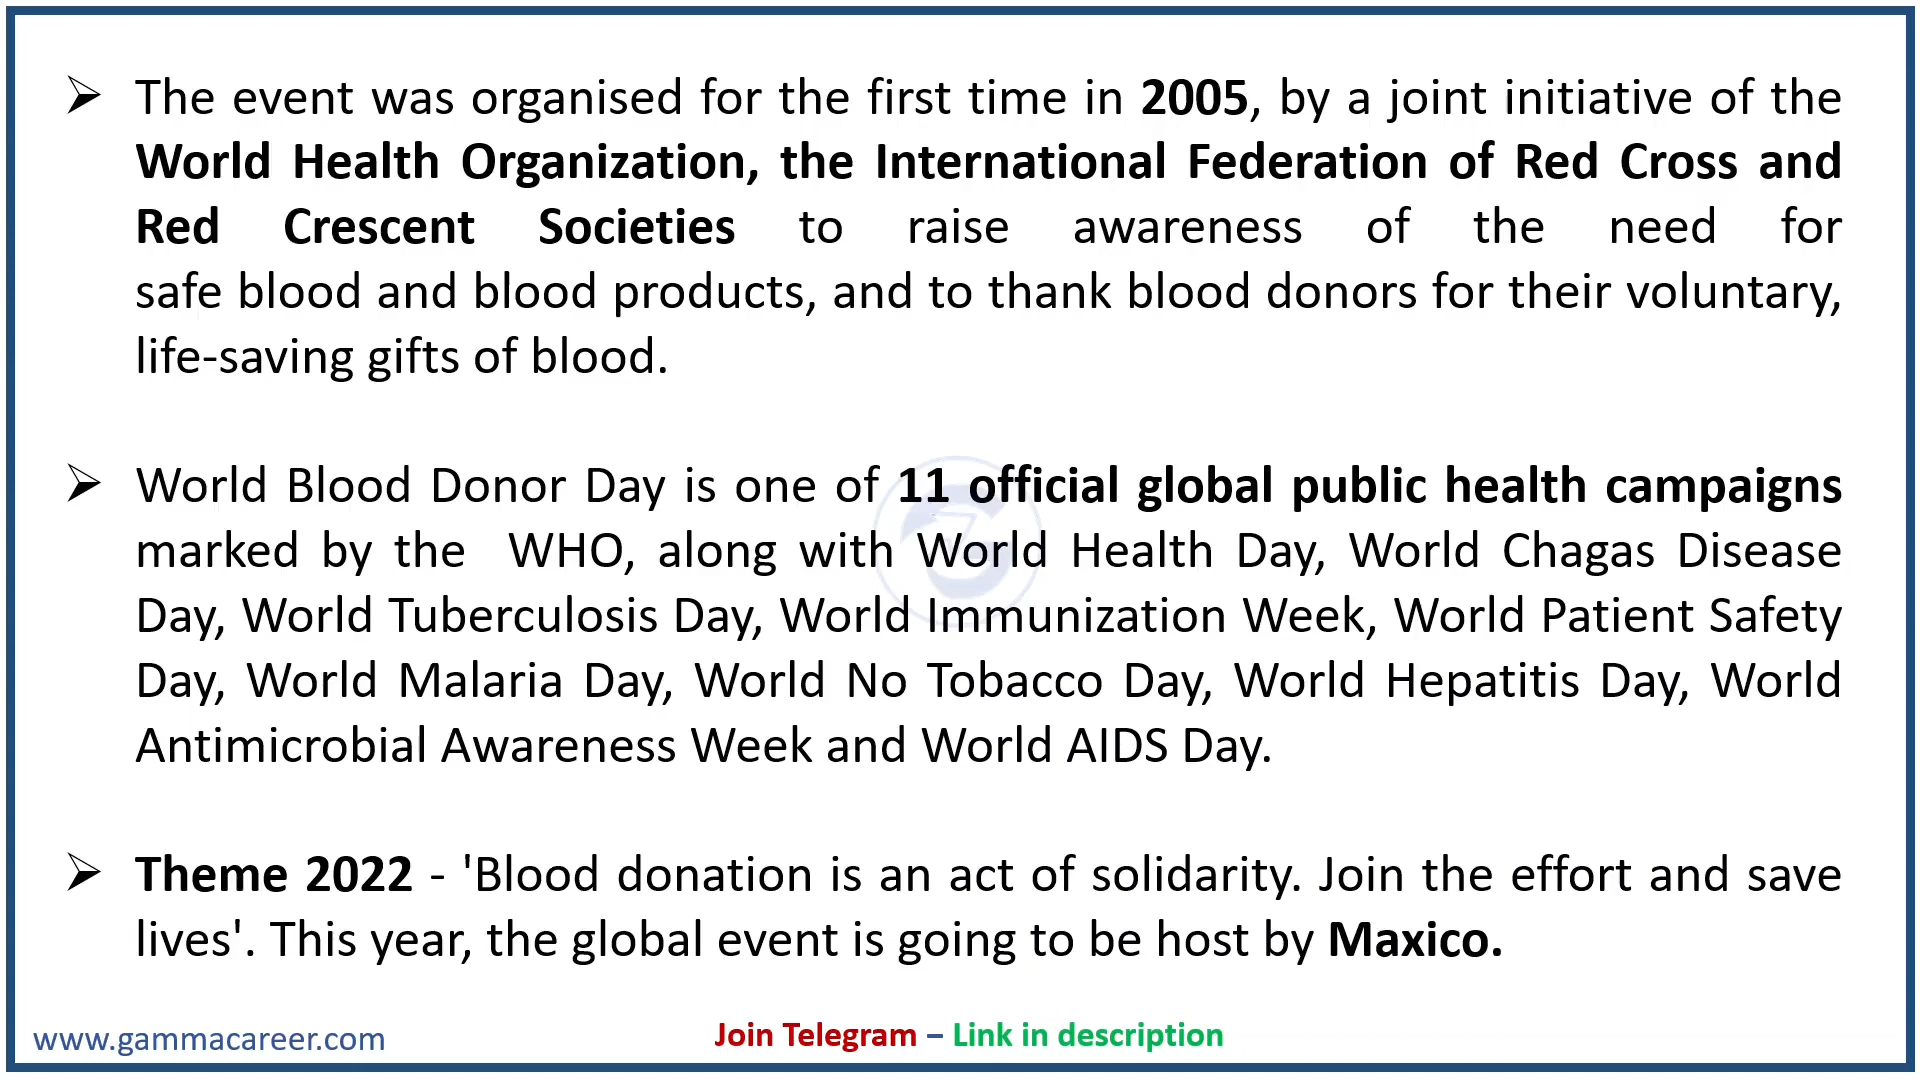 ➢ The event was organised for the first time in 2005, by a joint initiative of the
World Health Organization, the International Federation of Red Cross and
Red Crescent Societies to raise awareness of the need for
safe blood and blood products, and to thank blood donors for their voluntary,
life-saving gifts of blood.
➢ World Blood Donor Day is one of 11 official global public health campaigns
marked by the WHO, along with World Health Day, World Chagas Disease
Day, World Tuberculosis Day, World Immunization Week, World Patient Safety
Day, World Malaria Day, World No Tobacco Day, World Hepatitis Day, World
Antimicrobial Awareness Week and World AIDS Day.
➢ Theme 2022 - 'Blood donation is an act of solidarity. Join the effort and save
lives'. This year, the global event is going to be host by Maxico.
www.gammacareer.com
Join Telegram – Link in description